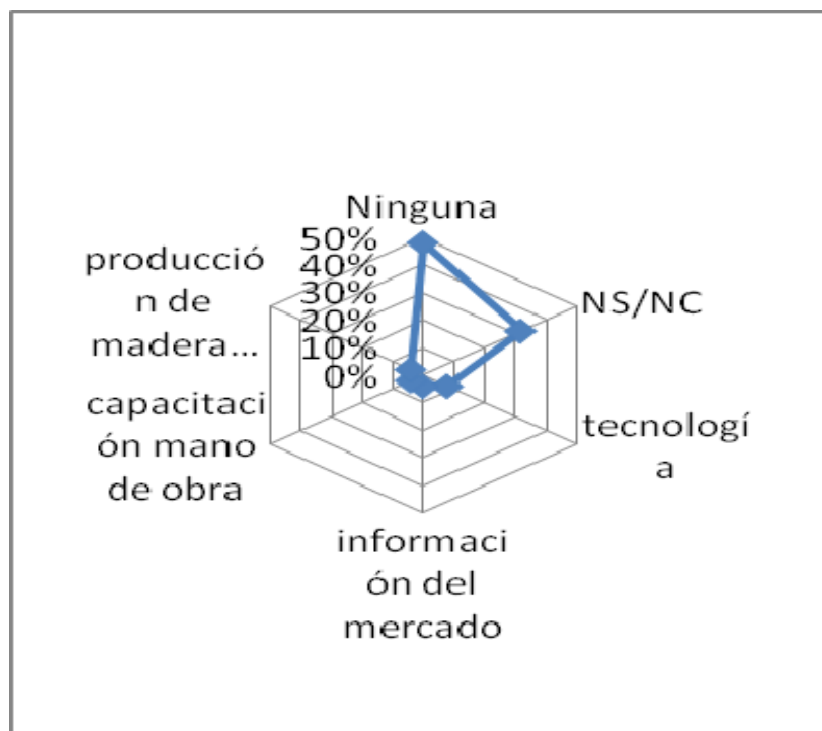 Ninguna
50%
40%
30%
20%
10%
0%
NS/NC
tecnologí
a
informaci
ón del
mercado
capacitaci
ón mano
de obra
producció
n de
madera...